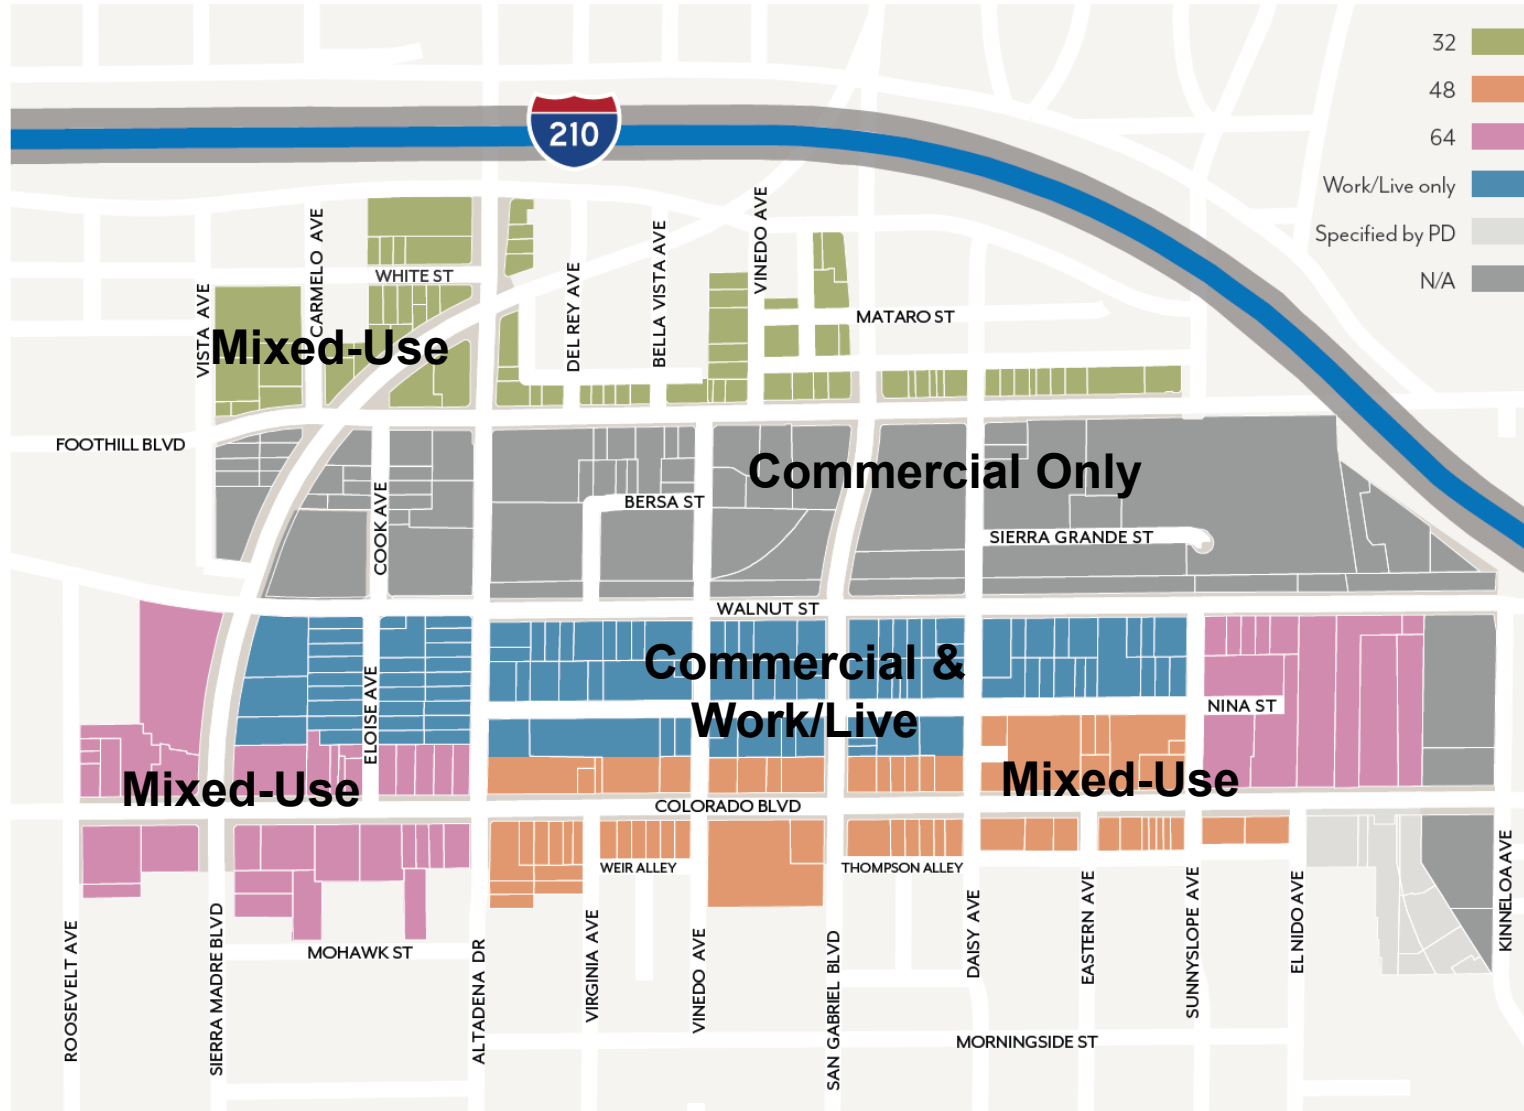 32
48
64
Work/Live only
Specified by PD
N/A
210
VISTA AVE
CARMELO AVE
WHITE ST
DEL REY AVE
BELLA VISTA AVE
VINEDO AVE
MATARO ST
Mixed-Use
FOOTHILL BLVD
COOK AVE
BERSA ST
Commercial Only
SIERRA GRANDE ST
WALNUT ST
ELOISE AVE
Commercial &
Work/Live
NINA ST
Mixed-Use
Mixed-Use
COLORADO BLVD
WEIR ALLEY
THOMPSON ALLEY
ROOSEVELT AVE
SIERRA MADRE BLVD
MOHAWK ST
ALTADENA DR
VIRGINIA AVE
VINEDO AVE
SAN GABRIEL BLVD
DAISY AVE
EASTERN AVE
SUNNYSLOPE AVE
EL NIDO AVE
KINNELOA AVE
MORNINGSIDE ST